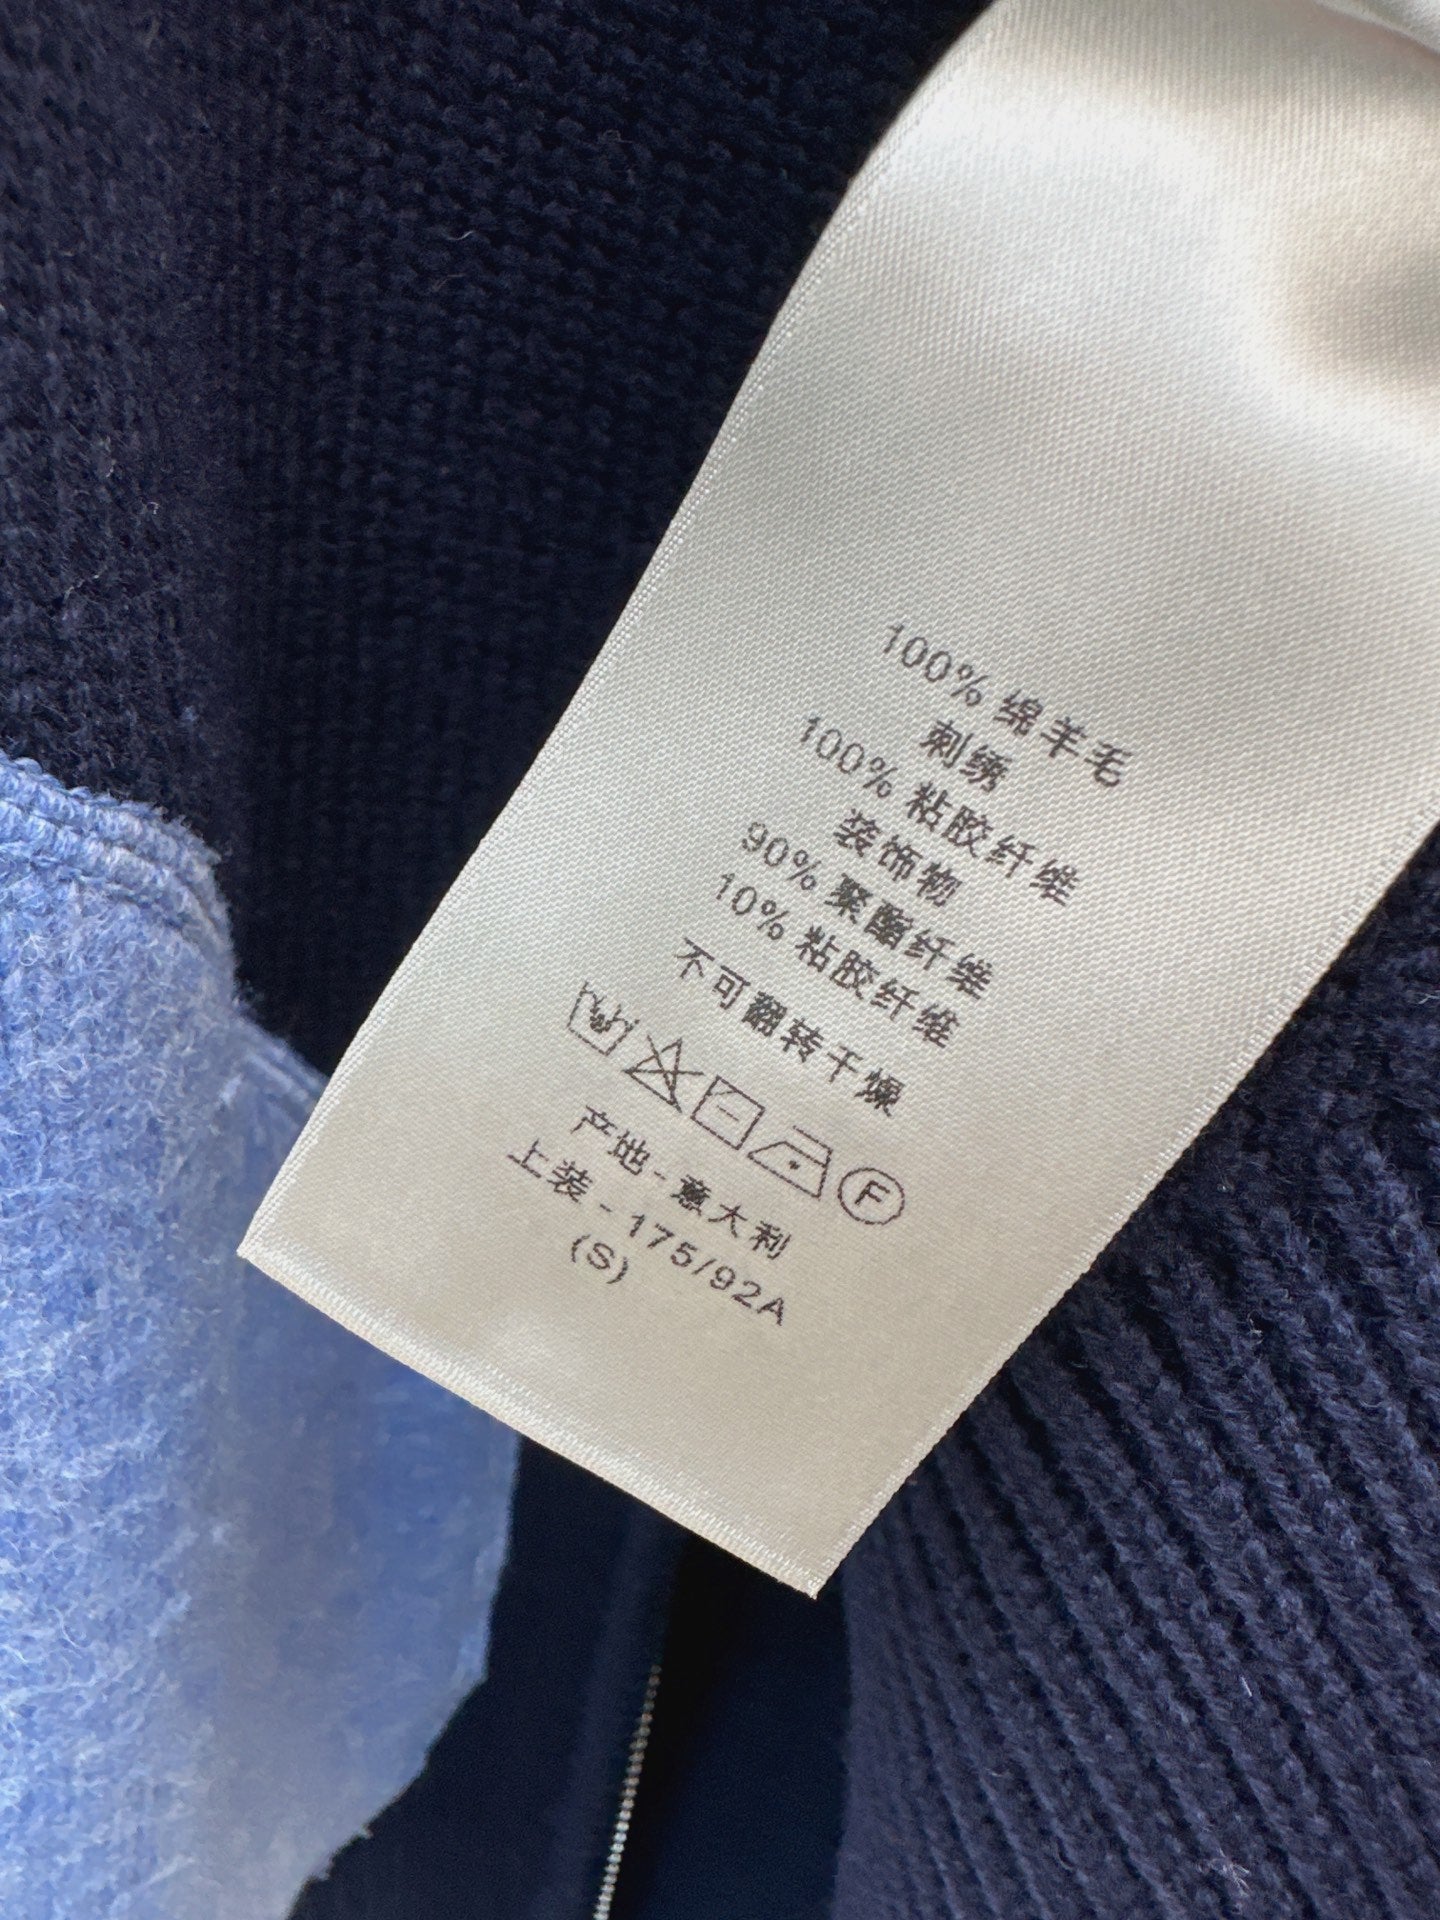 100% 绵羊毛
刺绣
100% 粘胶纤维
装饰物
90% 聚酯纤维
10% 粘胶纤维
不可翻转干燥
F
产地 - 意大利
上装 - 175/92A
(S)